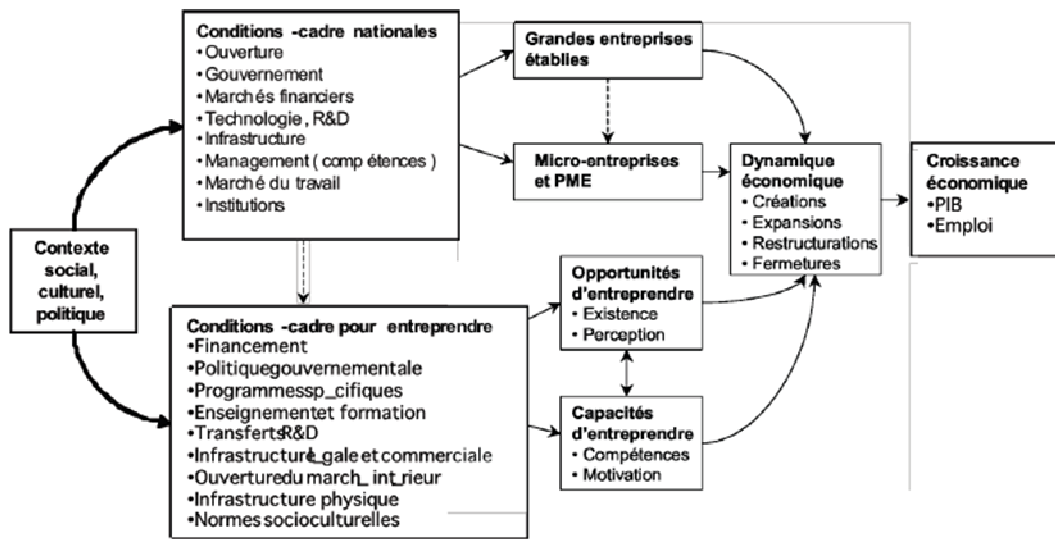 Contexte
social,
culturel,
politique
Conditions -cadre nationales
•Ouverture
•Gouvernement
•Marchés financiers
•Technologie, R&D
•Infrastructure
•Management ( comp étences )
•Marché du travail
•Institutions
Conditions -cadre pour entreprendre
•Financement
•Politiquegouvernementale
•Programmessp_cifiques
•Enseignementet formation
•TransfertsR&D
•Infrastructurel_gale et commerciale
•Ouverturedu march_ int_rieur
•Infrastructure physique
•Normes socioculturelles
Grandes entreprises
établies
Micro-entreprises
et PME
Opportunités
d'entreprendre
• Existence
• Perception
Capacités
d'entreprendre
• Compétences
• Motivation
Dynamique
économique
• Créations
• Expansions
• Restructurations
• Fermetures
Croissance
économique
•PIB
•Emploi